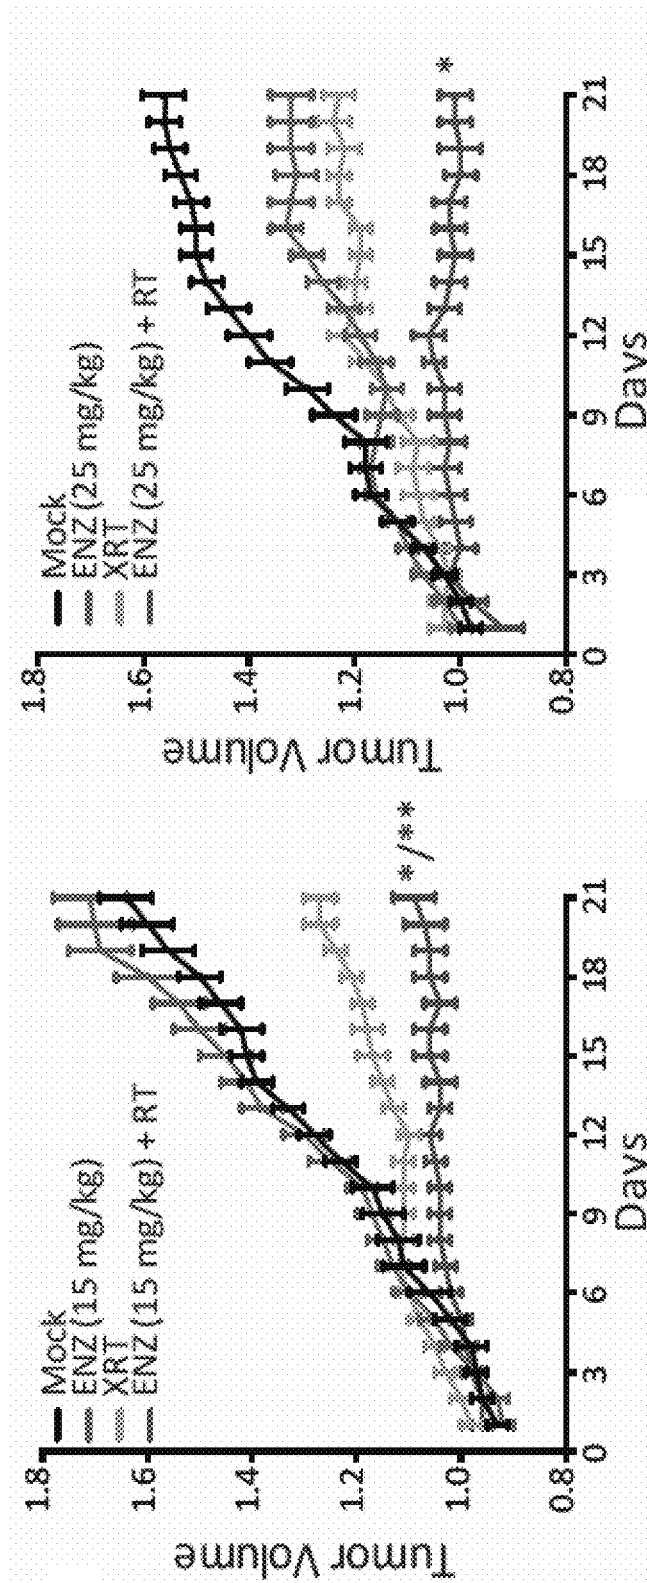 Mock
ENZ (15 mg/kg)
XRT
ENZ (15 mg/kg) + RT
Tumor Volume
1.8
1.6
1.4
1.2
1.0
0.8
0
3
6
9
12
15
18
21
Days
*/**
Mock
ENZ (25 mg/kg)
XRT
ENZ (25 mg/kg) + RT
Tumor Volume
1.8
1.6
1.4
1.2
1.0
0.8
0
3
6
9
12
15
18
21
Days
*